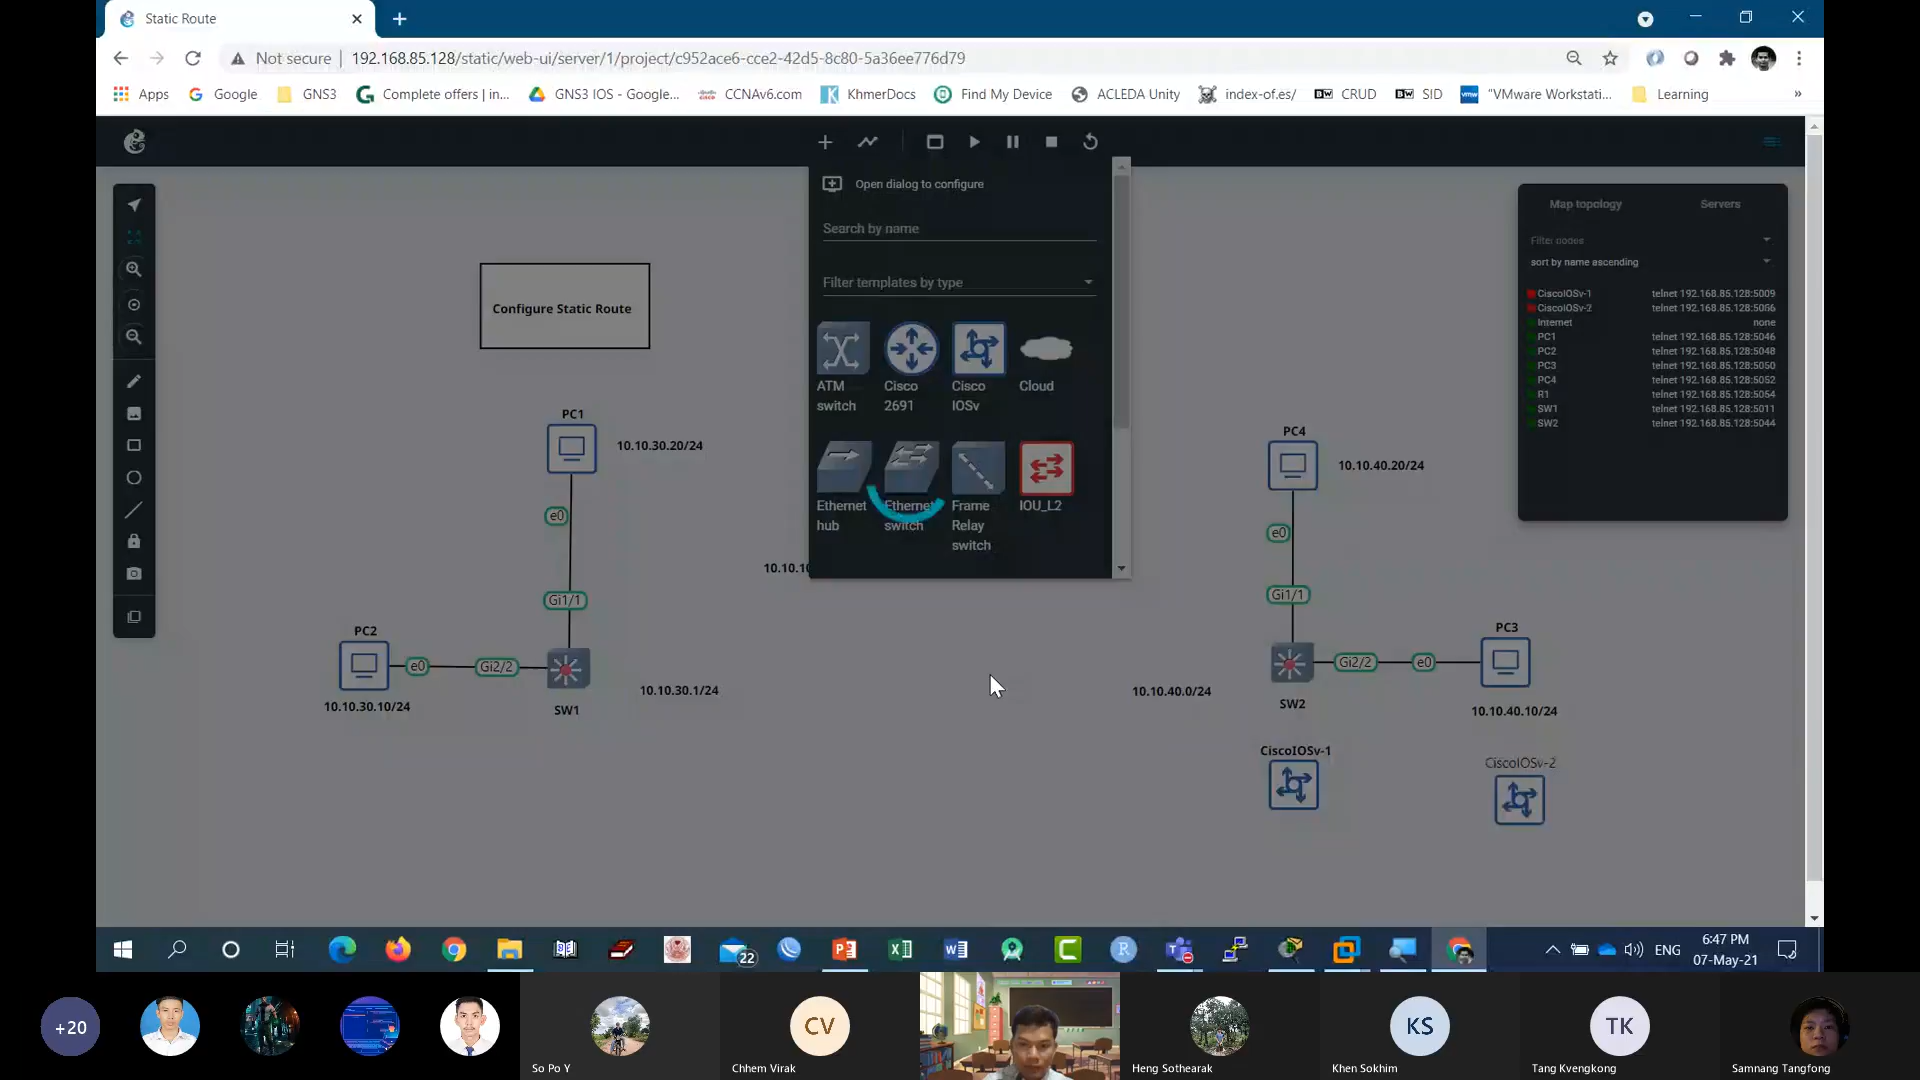 Static Route
Not secure
192.168.85.128/static/web-ui/server/1/project/c952ace6-cce2-42d5-8c80-5a36ee776d79
Apps
Google
GNS3
Complete offers | in...
GNS3 IOS - Google...
CCNAv6.com
KhmerDocs
Find My Device
ACLEDA Unity
index-of.es/
CRUD
SID
"VMware Workstati...
Learning
»
Open dialog to configure
Search by name
Filter templates by type
ATM switch
Cisco 2691
Cisco IOSv
Cloud
Ethernet hub
Ethernet switch
Frame Relay switch
IOU_L2
Map topology
Servers
Filter nodes
sort by name ascending
CiscoIOSv-1 telnet 192.168.85.128:5009
CiscoIOSv-2 telnet 192.168.85.128:5056
Internet none
PC1 telnet 192.168.85.128:5046
PC2 telnet 192.168.85.128:5048
PC3 telnet 192.168.85.128:5050
PC4 telnet 192.168.85.128:5052
R1 telnet 192.168.85.128:5054
SW1 telnet 192.168.85.128:5011
SW2 telnet 192.168.85.128:5044
Configure Static Route
PC1
10.10.30.20/24
e0
Gi1/1
10.10.10
PC2
e0
Gi2/2
10.10.30.10/24
SW1
10.10.30.1/24
PC4
10.10.40.20/24
e0
Gi1/1
PC3
Gi2/2
e0
10.10.40.0/24
SW2
10.10.40.10/24
CiscoIOSv-1
CiscoIOSv-2
22
ENG
6:47 PM
07-May-21
+20
So Po Y
CV
Chhem Virak
Heng Sothearak
KS
Khen Sokhim
TK
Tang Kvengkong
Samnang Tangfong